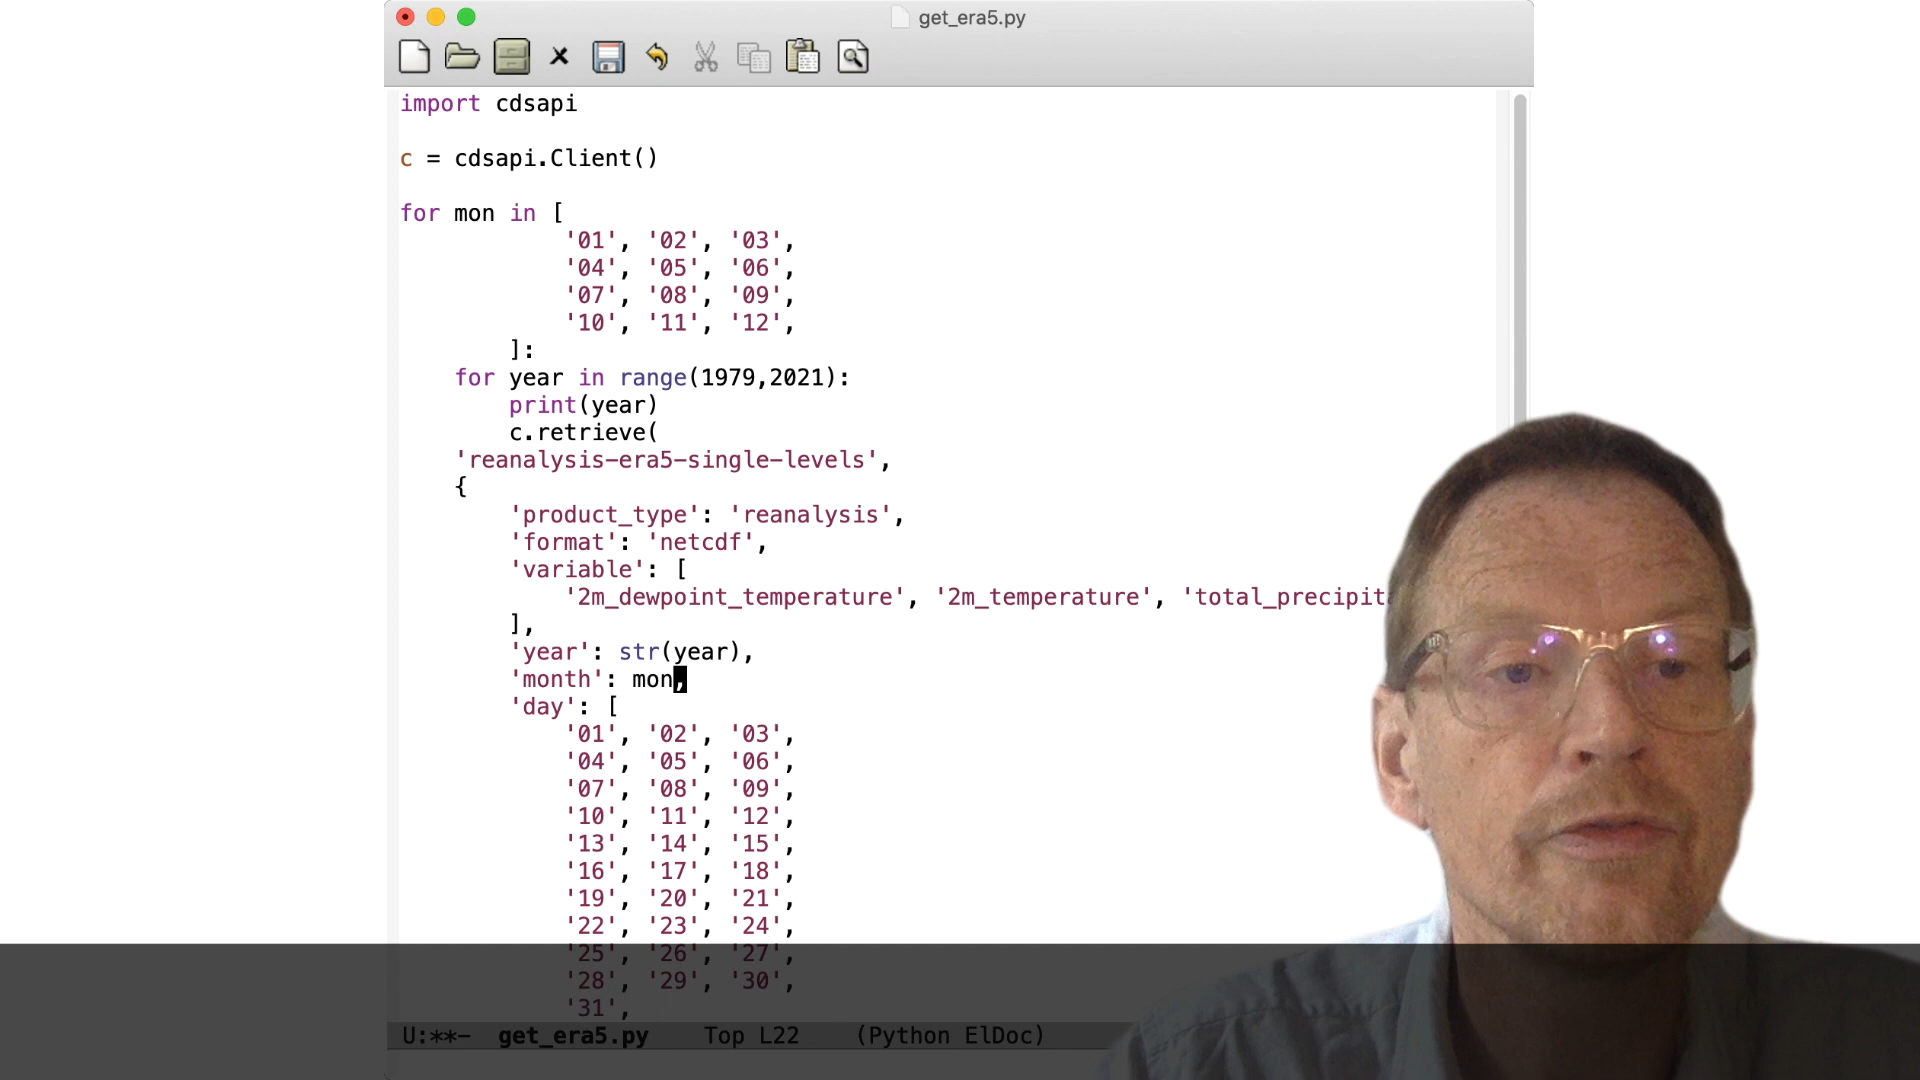 get_era5.py
import cdsapi
c = cdsapi.Client()
for mon in [
'01', '02', '03',
'04', '05', '06',
'07', '08', '09',
'10', '11', '12',
]:
for year in range(1979,2021):
print(year)
c.retrieve(
'reanalysis-era5-single-levels',
{
'product_type': 'reanalysis',
'format': 'netcdf',
'variable': [
'2m_dewpoint_temperature', '2m_temperature', 'total_precipit
],
'year': str(year),
'month': mon,
'day': [
'01', '02', '03',
'04', '05', '06',
'07', '08', '09',
'10', '11', '12',
'13', '14', '15',
'16', '17', '18',
'19', '20', '21',
'22', '23', '24',
'25', '26', '27',
'28', '29', '30',
'31',
U:**- get_era5.py Top L22 (Python ElDoc)